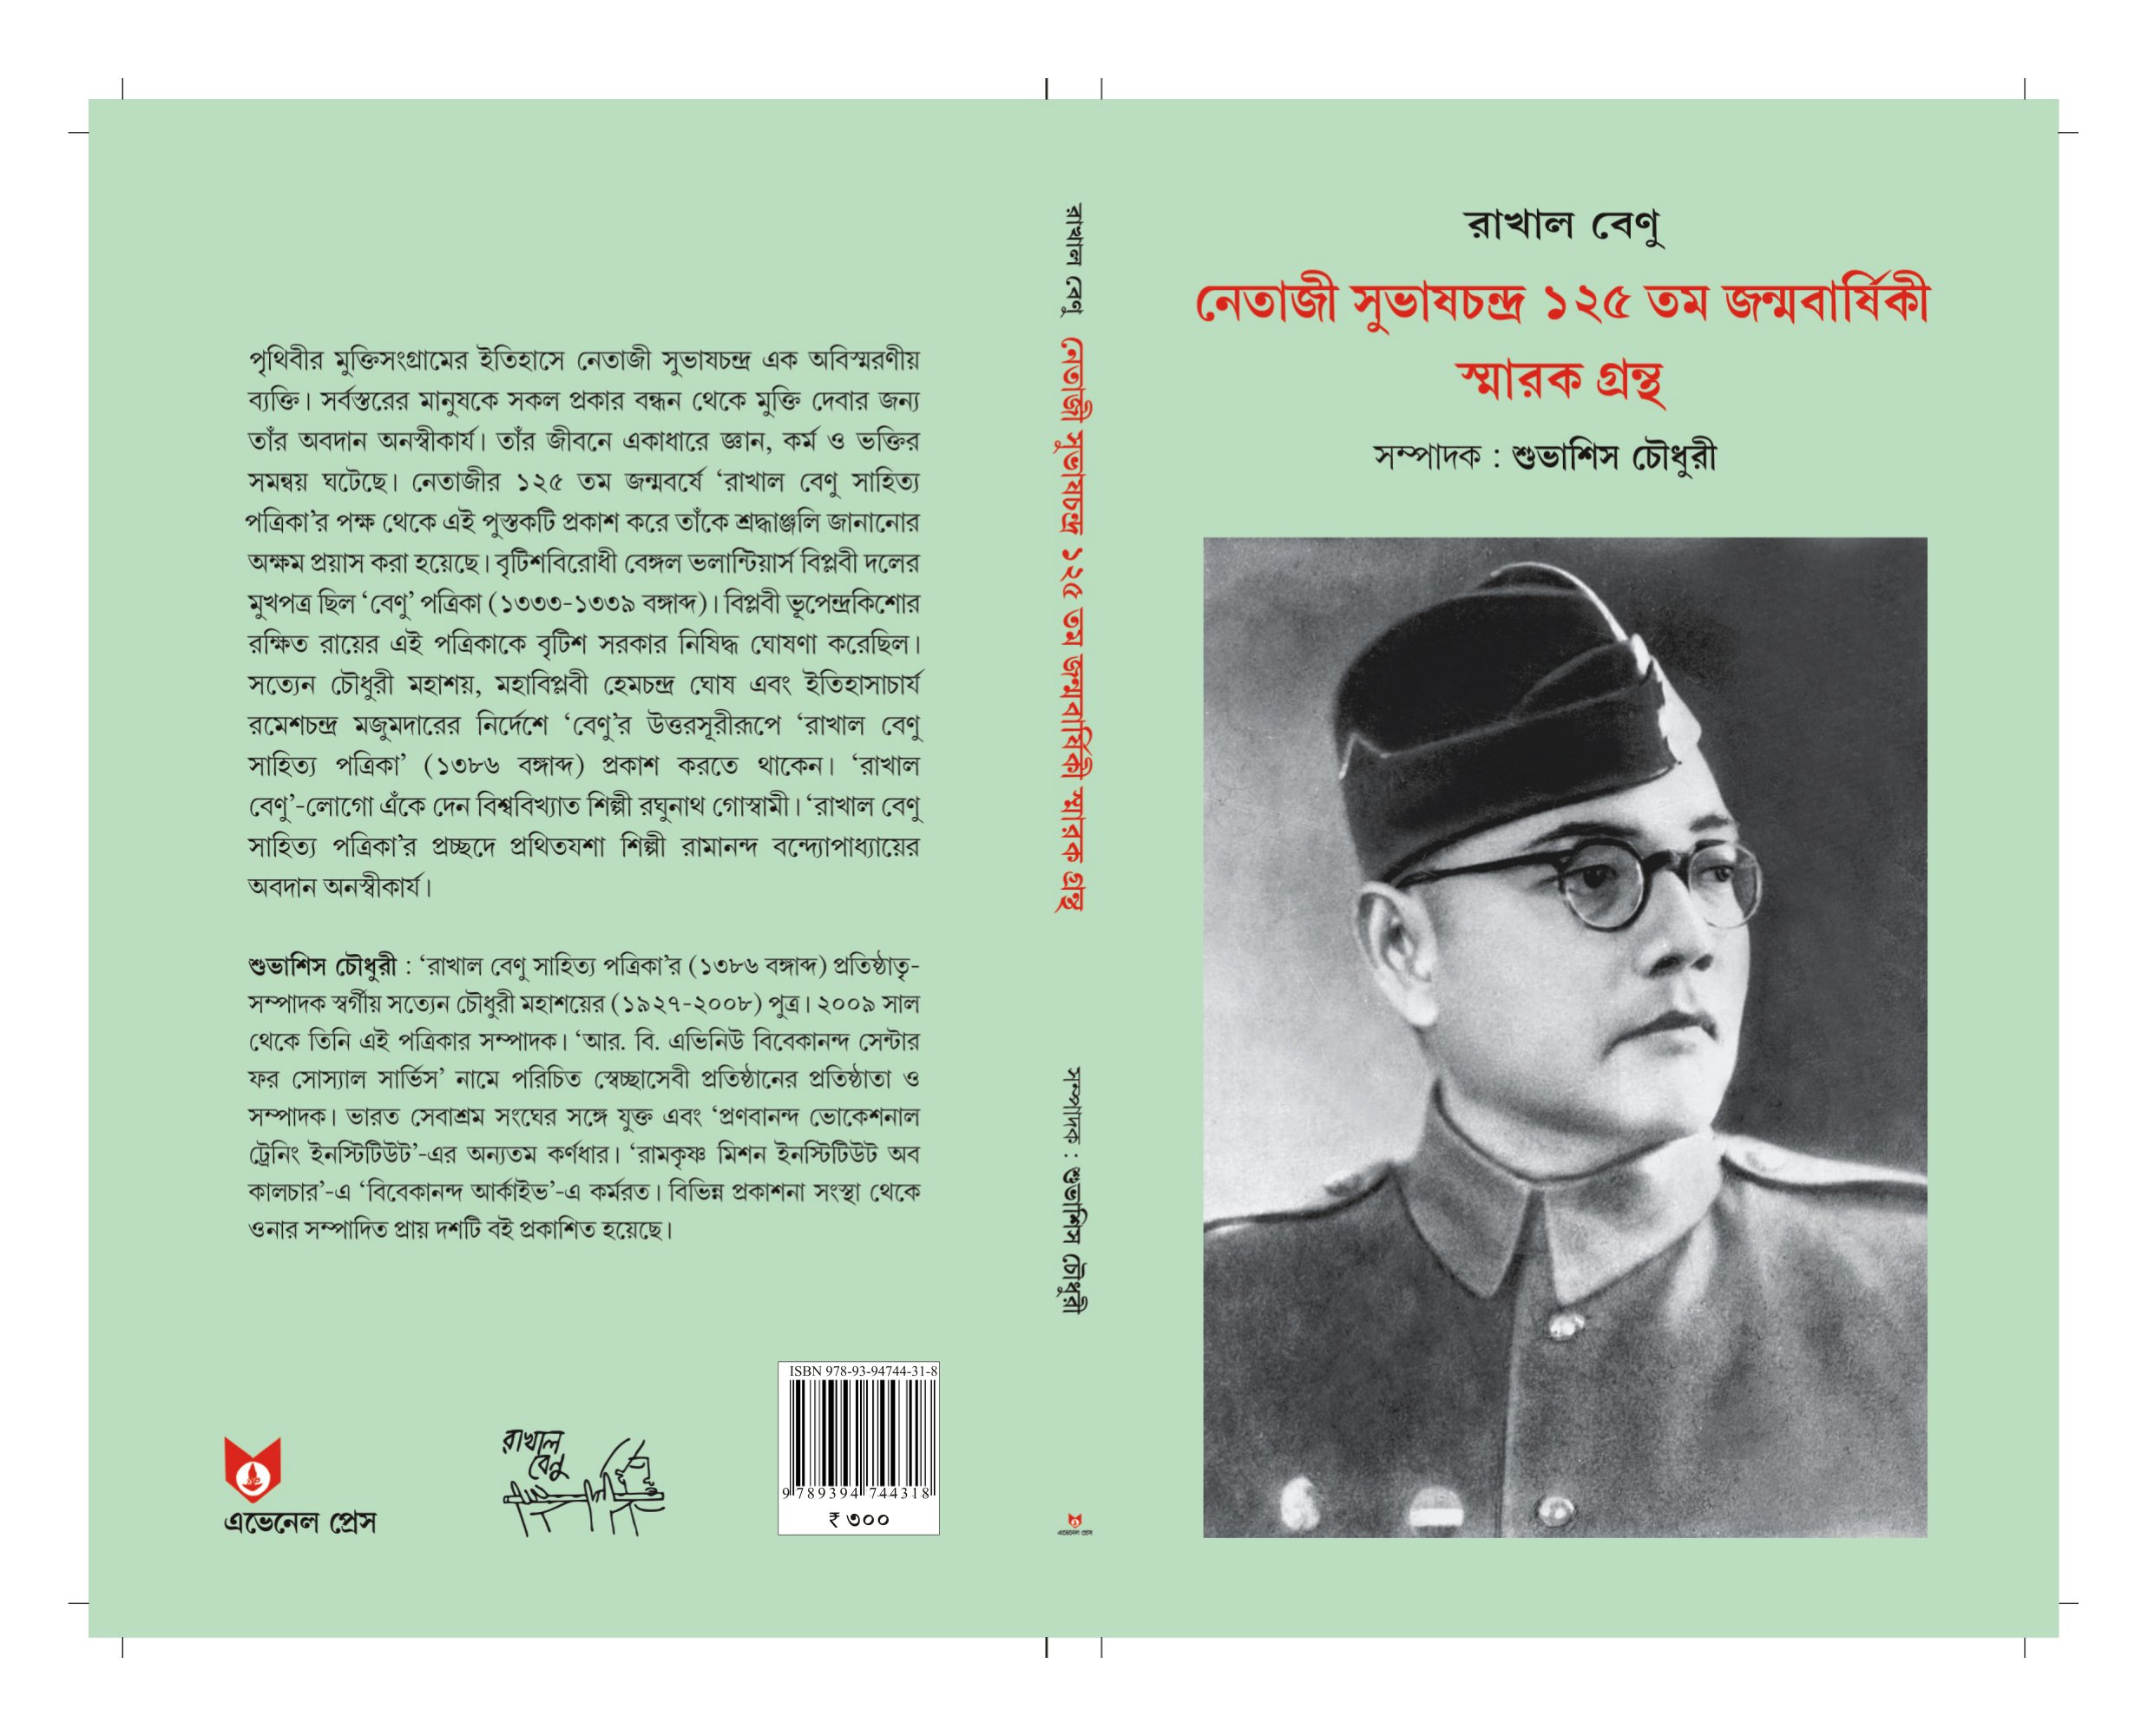 পৃথিবীর মুক্তিসংগ্রামের ইতিহাসে নেতাজী সুভাষচন্দ্র এক অবিস্মরণীয়
ব্যক্তি। সর্বস্তরের মানুষকে সকল প্রকার বন্ধন থেকে মুক্তি দেবার জন্য
তাঁর অবদান অনস্বীকার্য। তাঁর জীবনে একাধারে জ্ঞান, কর্ম ও ভক্তির
সমন্বয় ঘটেছে। নেতাজীর ১২৫ তম জন্মবর্ষে ‘রাখাল বেণু সাহিত্য
পত্রিকা’র পক্ষ থেকে এই পুস্তকটি প্রকাশ করে তাঁকে শ্রদ্ধাঞ্জলি জানানোর
অক্ষম প্রয়াস করা হয়েছে। বৃটিশবিরোধী বেঙ্গল ভলান্টিয়ার্স বিপ্লবী দলের
মুখপত্র ছিল ‘বেণু’ পত্রিকা (১৩৩৩-১৩৩৯ বঙ্গাব্দ)। বিপ্লবী ভূপেন্দ্রকিশোর
রক্ষিত রায়ের এই পত্রিকাকে বৃটিশ সরকার নিষিদ্ধ ঘোষণা করেছিল।
সত্যেন চৌধুরী মহাশয়, মহাবিপ্লবী হেমচন্দ্র ঘোষ এবং ইতিহাসাচার্য
রমেশচন্দ্র মজুমদারের নির্দেশে ‘বেণু’র উত্তরসূরীরূপে ‘রাখাল বেণু
সাহিত্য পত্রিকা’ (১৩৮৬ বঙ্গাব্দ) প্রকাশ করতে থাকেন। ‘রাখাল
বেণু’-লোগো এঁকে দেন বিশ্ববিখ্যাত শিল্পী রঘুনাথ গোস্বামী। ‘রাখাল বেণু
সাহিত্য পত্রিকা’র প্রচ্ছদে প্রথিতযশা শিল্পী রামানন্দ বন্দ্যোপাধ্যায়ের
অবদান অনস্বীকার্য।
শুভাশিস চৌধুরী : ‘রাখাল বেণু সাহিত্য পত্রিকা’র (১৩৮৬ বঙ্গাব্দ) প্রতিষ্ঠাতৃ-
সম্পাদক স্বর্গীয় সত্যেন চৌধুরী মহাশয়ের (১৯২৭-২০০৮) পুত্র। ২০০৯ সাল
থেকে তিনি এই পত্রিকার সম্পাদক। ‘আর. বি. এভিনিউ বিবেকানন্দ সেন্টার
ফর সোস্যাল সার্ভিস’ নামে পরিচিত স্বেচ্ছাসেবী প্রতিষ্ঠানের প্রতিষ্ঠাতা ও
সম্পাদক। ভারত সেবাশ্রম সংঘের সঙ্গে যুক্ত এবং ‘প্রণবানন্দ ভোকেশনাল
ট্রেনিং ইনস্টিটিউট’-এর অন্যতম কর্ণধার। ‘রামকৃষ্ণ মিশন ইনস্টিটিউট অব
কালচার’-এ ‘বিবেকানন্দ আর্কাইভ’-এ কর্মরত। বিভিন্ন প্রকাশনা সংস্থা থেকে
ওনার সম্পাদিত প্রায় দশটি বই প্রকাশিত হয়েছে।
এভেনেল প্রেস
রাখাল
বেণু
ISBN 978-93-94744-31-8
9 789394 744318
₹ ৩০০
রাখাল বেণু নেতাজী সুভাষচন্দ্র ১২৫ তম জন্মবার্ষিকী স্মারক গ্রন্থ সম্পাদক : শুভাশিস চৌধুরী
এভেনেল প্রেস
রাখাল বেণু
নেতাজী সুভাষচন্দ্র ১২৫ তম জন্মবার্ষিকী
স্মারক গ্রন্থ
সম্পাদক : শুভাশিস চৌধুরী